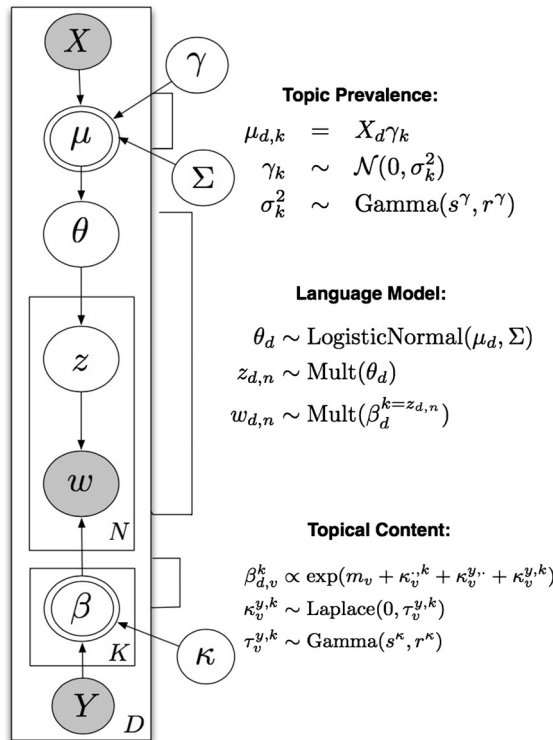 X
γ
μ
Σ
θ
z
w
N
β
K
κ
Y
D
Topic Prevalence:
μ_{d,k} = X_d γ_k
γ_k ∼ 𝒩(0, σ_k^2)
σ_k^2 ∼ Gamma(s^γ, r^γ)
Language Model:
θ_d ∼ LogisticNormal(μ_d, Σ)
z_{d,n} ∼ Mult(θ_d)
w_{d,n} ∼ Mult(β_d^{k=z_{d,n}})
Topical Content:
β_{d,v}^k ∝ exp(m_v + κ_v^{·,k} + κ_v^{y,·} + κ_v^{y,k})
κ_v^{y,k} ∼ Laplace(0, τ_v^{y,k})
τ_v^{y,k} ∼ Gamma(s^κ, r^κ)